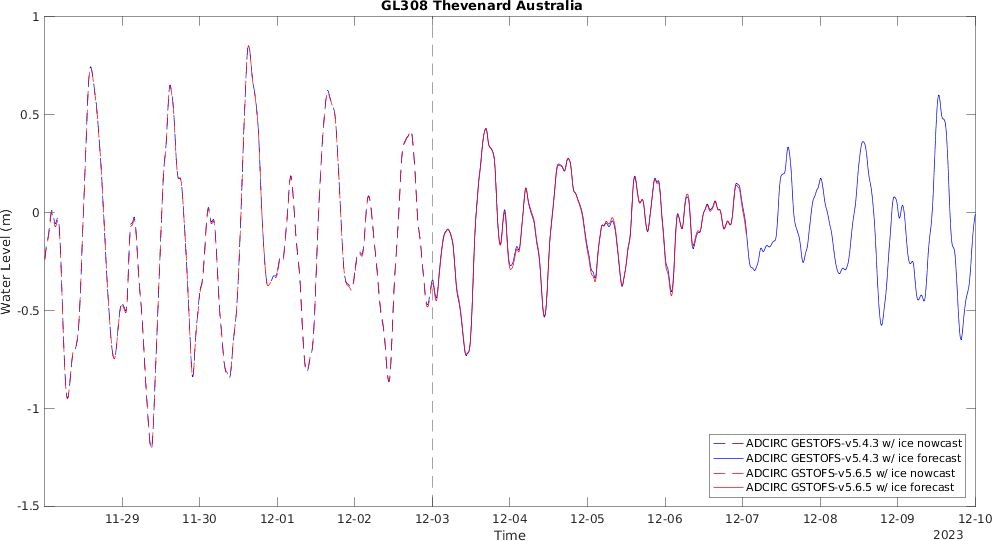 GL308 Thevenard Australia
1
0.5
0
-0.5
-1
-1.5
Water Level (m)
11-29 11-30 12-01 12-02 12-03 12-04 12-05 12-06 12-07 12-08 12-09 12-10
Time
2023
ADCIRC GESTOFS-v5.4.3 w/ ice nowcast
ADCIRC GESTOFS-v5.4.3 w/ ice forecast
ADCIRC GSTOFS-v5.6.5 w/ ice nowcast
ADCIRC GSTOFS-v5.6.5 w/ ice forecast